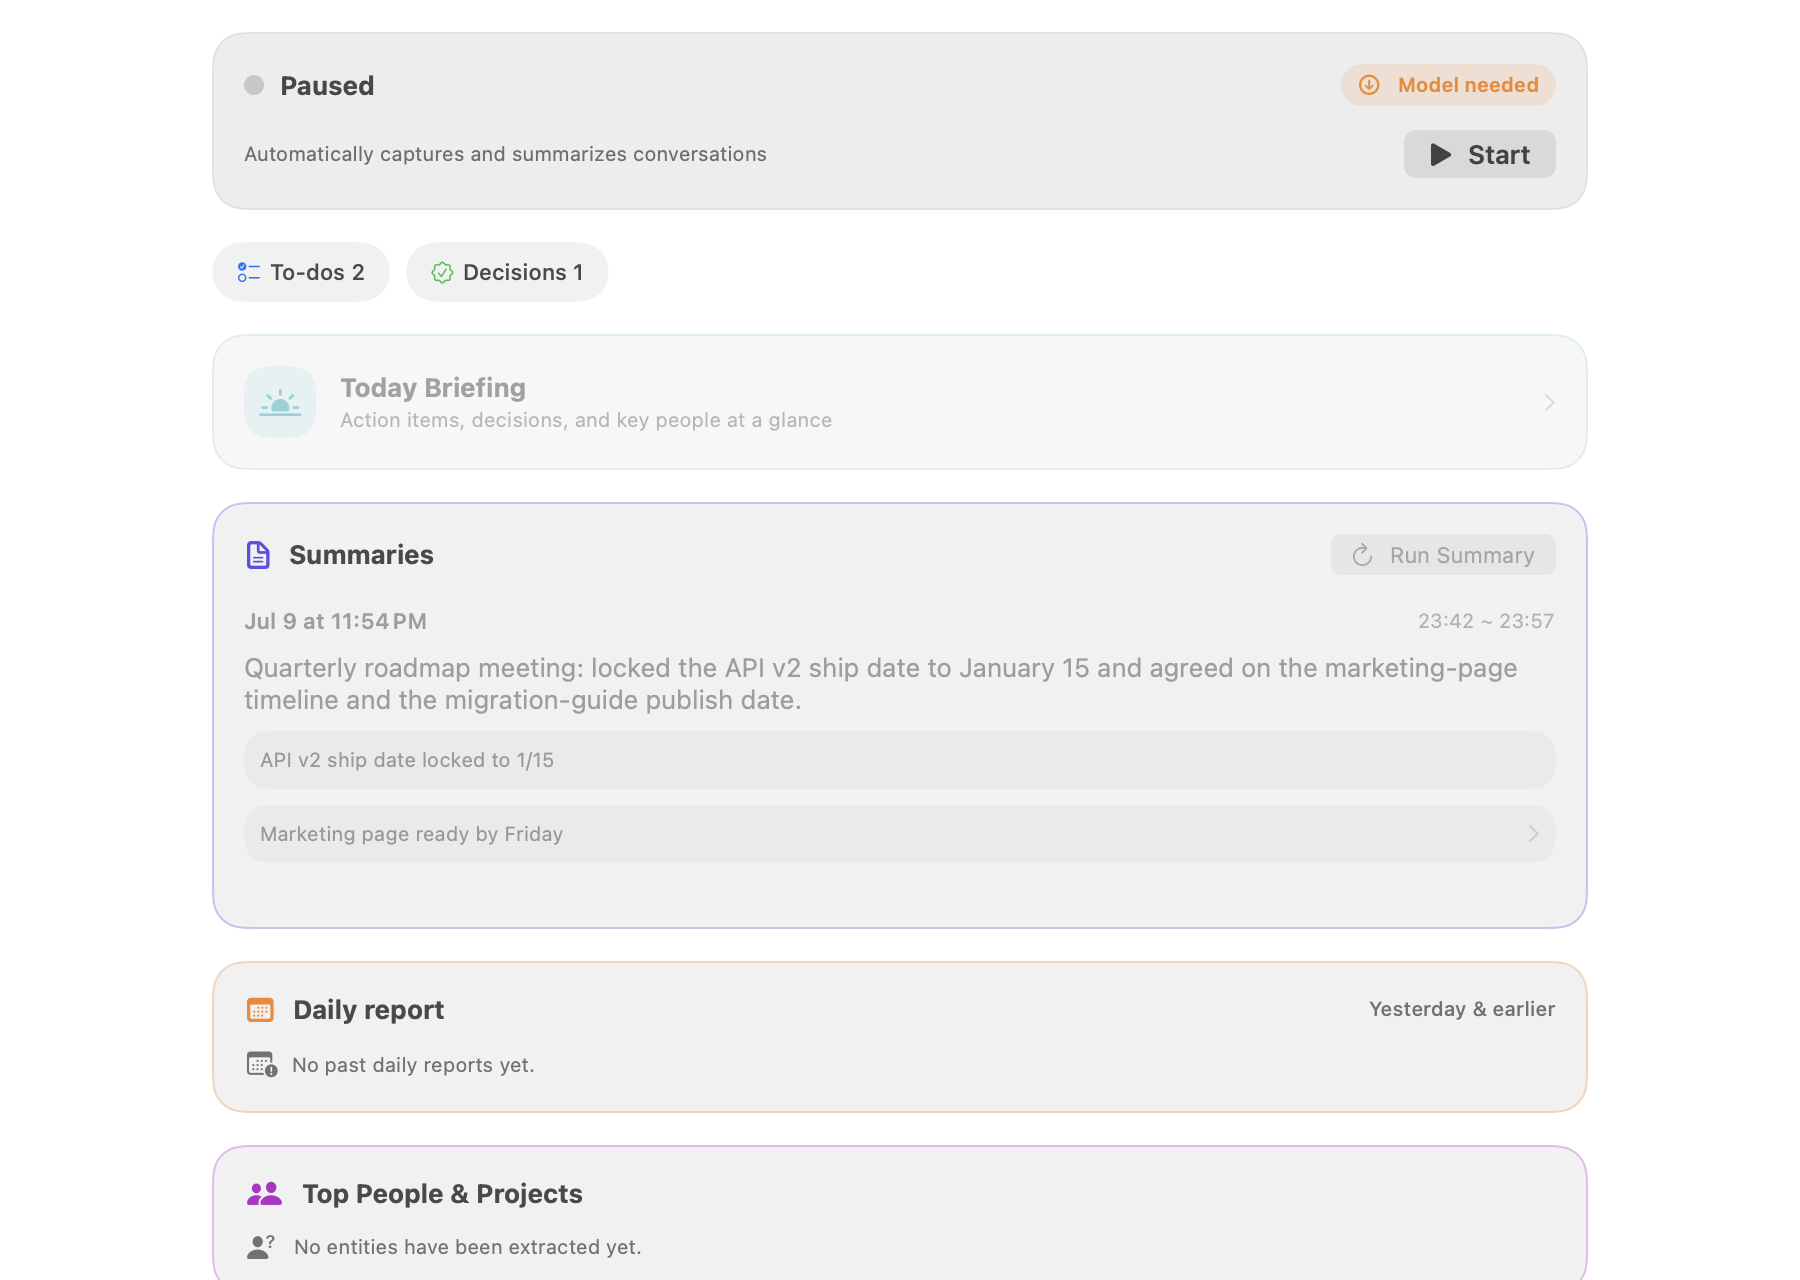 Paused
Model needed
Automatically captures and summarizes conversations
Start
To-dos 2
Decisions 1
Today Briefing
Action items, decisions, and key people at a glance
Summaries
Run Summary
Jul 9 at 11:54 PM
23:42 ~ 23:57
Quarterly roadmap meeting: locked the API v2 ship date to January 15 and agreed on the marketing-page
timeline and the migration-guide publish date.
API v2 ship date locked to 1/15
Marketing page ready by Friday
Daily report
Yesterday & earlier
No past daily reports yet.
Top People & Projects
No entities have been extracted yet.